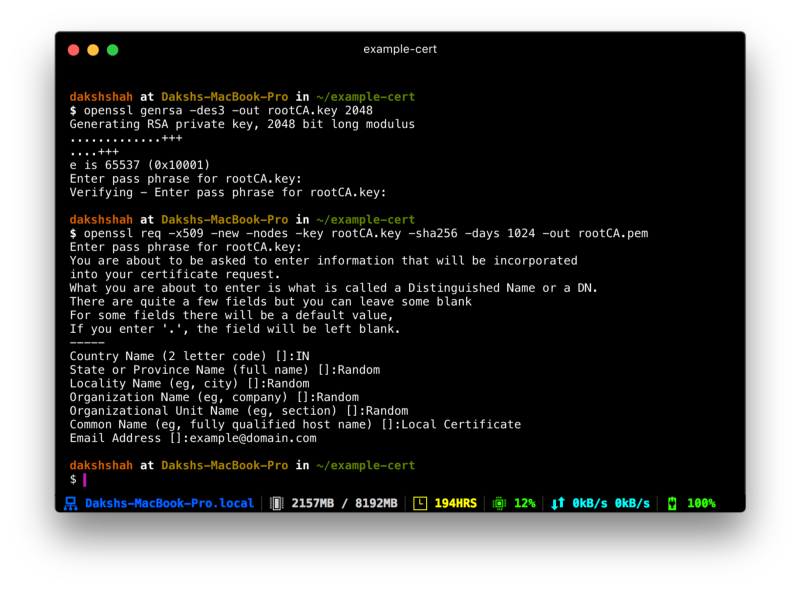 example-cert
dakshshah at Dakshs-MacBook-Pro in ~/example-cert
$ openssl genrsa -des3 -out rootCA.key 2048
Generating RSA private key, 2048 bit long modulus
.............+++
....+++
e is 65537 (0x10001)
Enter pass phrase for rootCA.key:
Verifying - Enter pass phrase for rootCA.key:
dakshshah at Dakshs-MacBook-Pro in ~/example-cert
$ openssl req -x509 -new -nodes -key rootCA.key -sha256 -days 1024 -out rootCA.pem
Enter pass phrase for rootCA.key:
You are about to be asked to enter information that will be incorporated
into your certificate request.
What you are about to enter is what is called a Distinguished Name or a DN.
There are quite a few fields but you can leave some blank
For some fields there will be a default value,
If you enter '.', the field will be left blank.
-----
Country Name (2 letter code) []:IN
State or Province Name (full name) []:Random
Locality Name (eg, city) []:Random
Organization Name (eg, company) []:Random
Organizational Unit Name (eg, section) []:Random
Common Name (eg, fully qualified host name) []:Local Certificate
Email Address []:example@domain.com
dakshshah at Dakshs-MacBook-Pro in ~/example-cert
$
Dakshs-MacBook-Pro.local 2157MB / 8192MB 194HRS 12% 0kB/s 0kB/s 100%